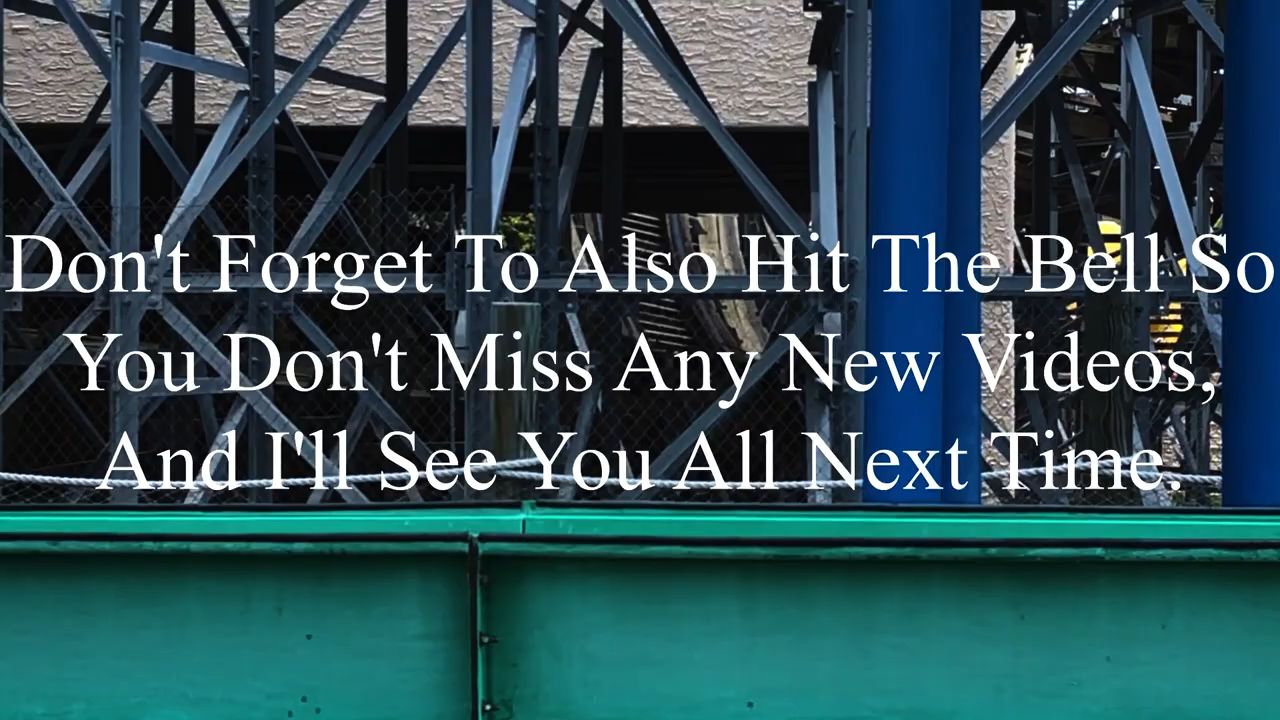 Don't Forget To Also Hit The Bell So
You Don't Miss Any New Videos,
And I'll See You All Next Time.